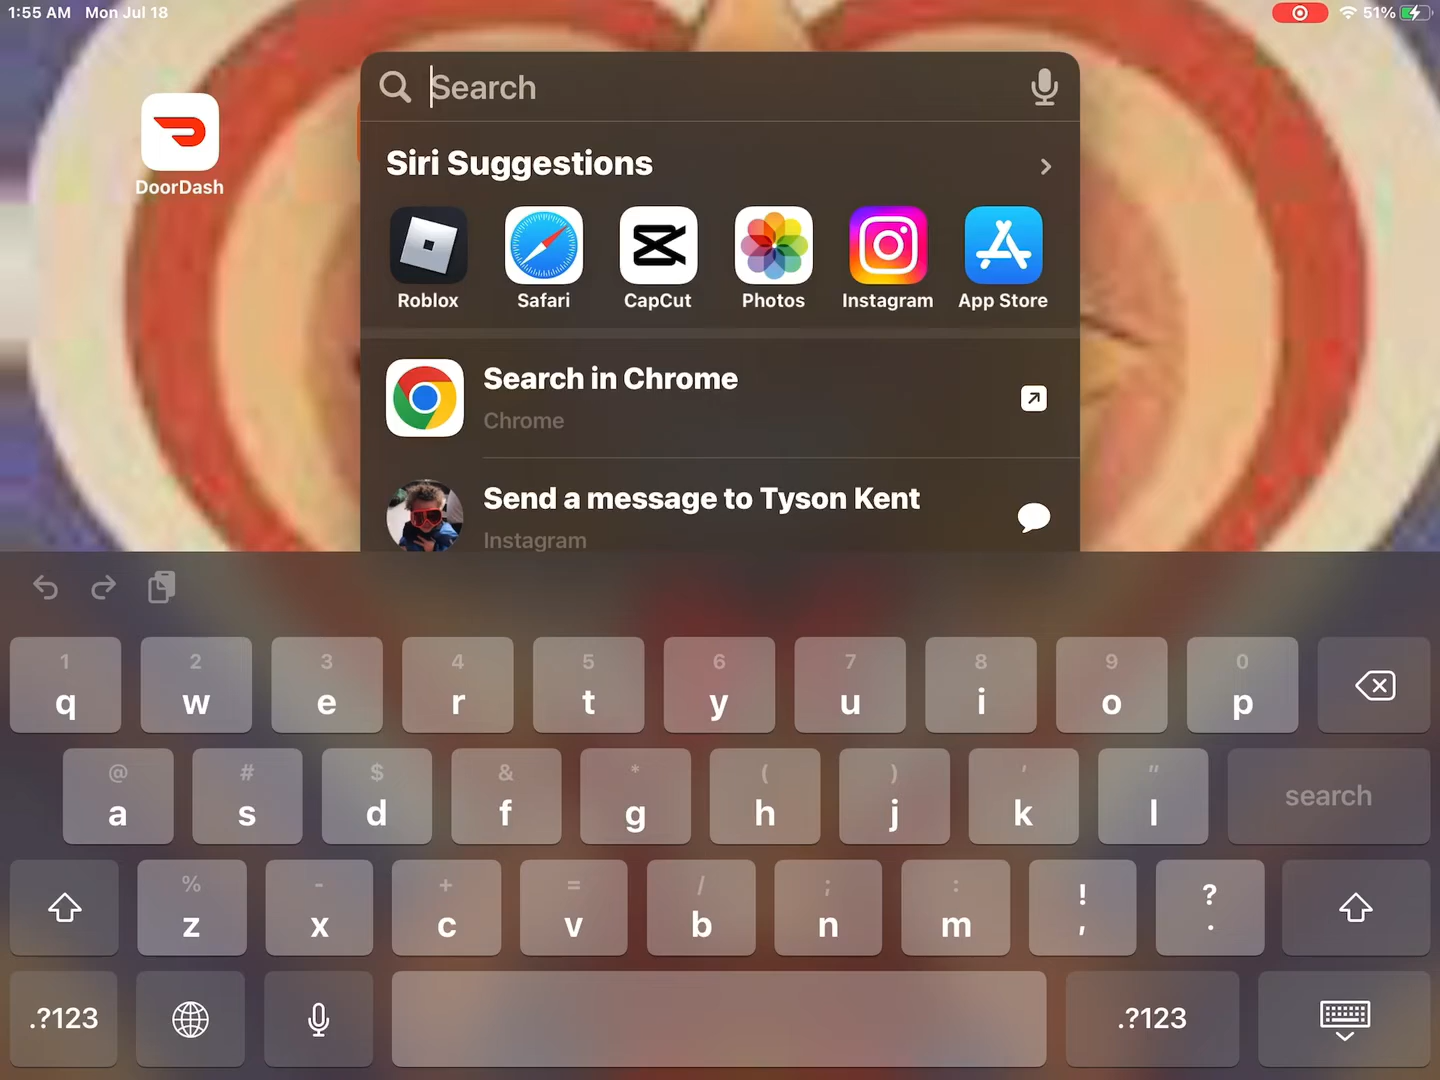 1:55 AM Mon Jul 18
51%
Search
DoorDash
Siri Suggestions
Roblox Safari CapCut Photos Instagram App Store
Search in Chrome
Chrome
Send a message to Tyson Kent
Instagram
1 2 3 4 5 6 7 8 9 0
q w e r t y u i o p
@ # $ & * ( ) ' "
a s d f g h j k l search
% - + = / ; : ! ?
z x c v b n m , .
.?123 .?123